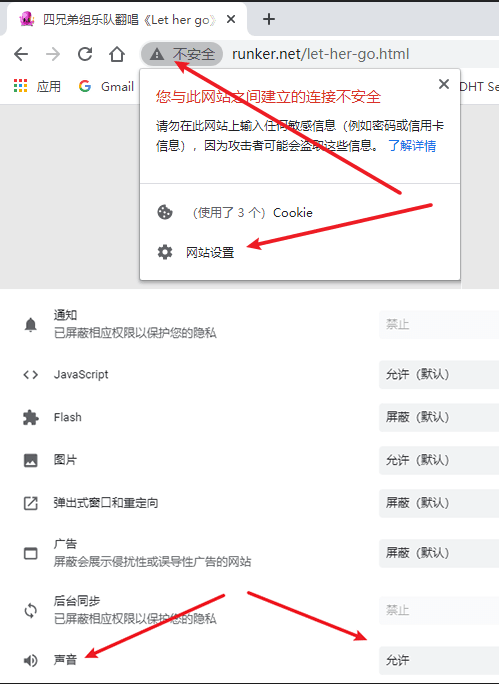 四兄弟组乐队翻唱《Let her go》
不安全 runker.net/let-her-go.html
应用 Gmail DHT Se
您与此网站之间建立的连接不安全
请勿在此网站上输入任何敏感信息（例如密码或信用卡
信息），因为攻击者可能会盗取这些信息。 了解详情
（使用了 3 个） Cookie
网站设置
通知
已屏蔽相应权限以保护您的隐私
禁止
JavaScript 允许（默认）
Flash 屏蔽（默认）
图片 允许（默认）
弹出式窗口和重定向 屏蔽（默认）
广告
屏蔽会展示侵扰性或误导性广告的网站
屏蔽（默认）
后台同步
已屏蔽相应权限以保护您的隐私
禁止
声音 允许